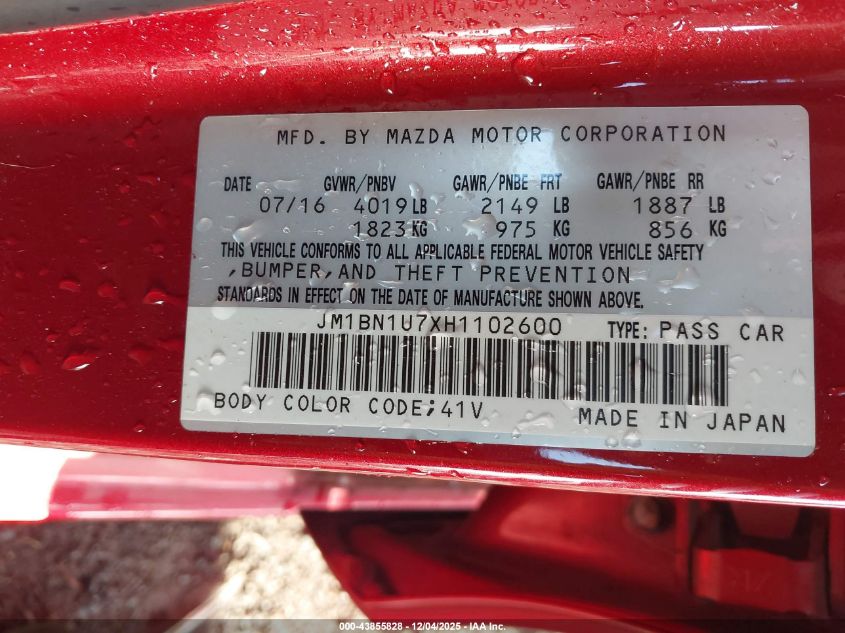 MFD. BY MAZDA MOTOR CORPORATION
DATE GVWR/PNBV GAWR/PNBE FRT GAWR/PNBE RR
07/16 4019 LB 2149 LB 1887 LB
1823 KG 975 KG 856 KG
THIS VEHICLE CONFORMS TO ALL APPLICABLE FEDERAL MOTOR VEHICLE SAFETY
,BUMPER,AND THEFT PREVENTION
STANDARDS IN EFFECT ON THE DATE OF MANUFACTURE SHOWN ABOVE.
JM1BN1U7XH1102600 TYPE: PASS CAR
BODY COLOR CODE;41V MADE IN JAPAN
000-43855828 - 12/04/2025 - IAA Inc.